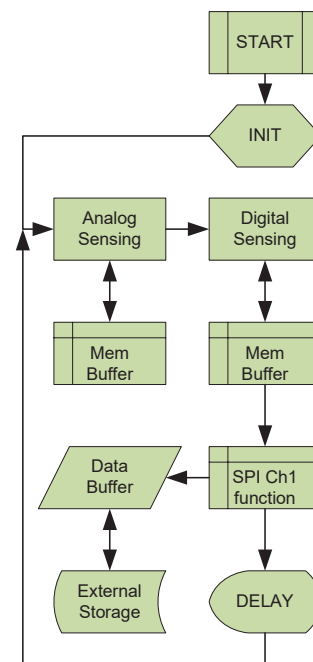 START
INIT
Analog
Sensing
Digital
Sensing
Mem
Buffer
Mem
Buffer
Data
Buffer
SPI Ch1
function
External
Storage
DELAY